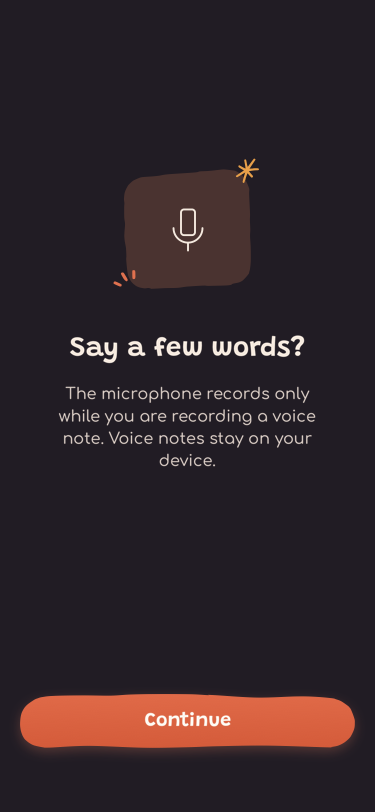 Say a few words?
The microphone records only
while you are recording a voice
note. Voice notes stay on your
device.
Continue